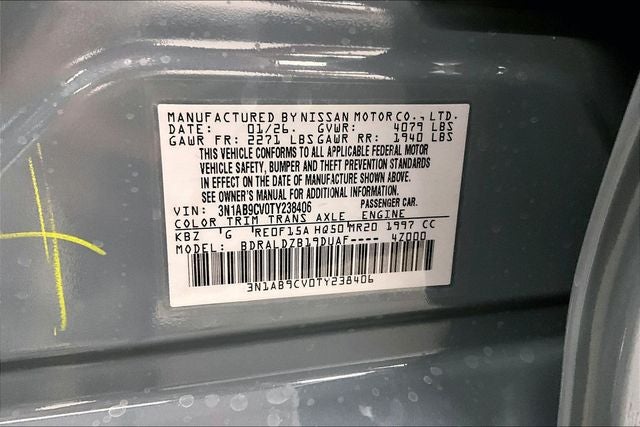 MANUFACTURED BY NISSAN MOTOR CO., LTD.
DATE: 01/26. GVWR: 4079 LBS
GAWR FR: 2271 LBS GAWR RR: 1940 LBS
THIS VEHICLE CONFORMS TO ALL APPLICABLE FEDERAL MOTOR
VEHICLE SAFETY, BUMPER AND THEFT PREVENTION STANDARDS
IN EFFECT ON THE DATE OF MANUFACTURE SHOWN ABOVE.
SEE OWNER'S MANUAL FOR ADDITIONAL INFORMATION.
VIN: 3N1AB9CV0TY238406 PASSENGER CAR.
COLOR TRIM TRANS AXLE ENGINE
KBZ 'G 'RE0F15A HQ50'MR20 1997 CC
MODEL: BDRALDZB19DUAF---- 4Z000
3N1AB9CV0TY238406